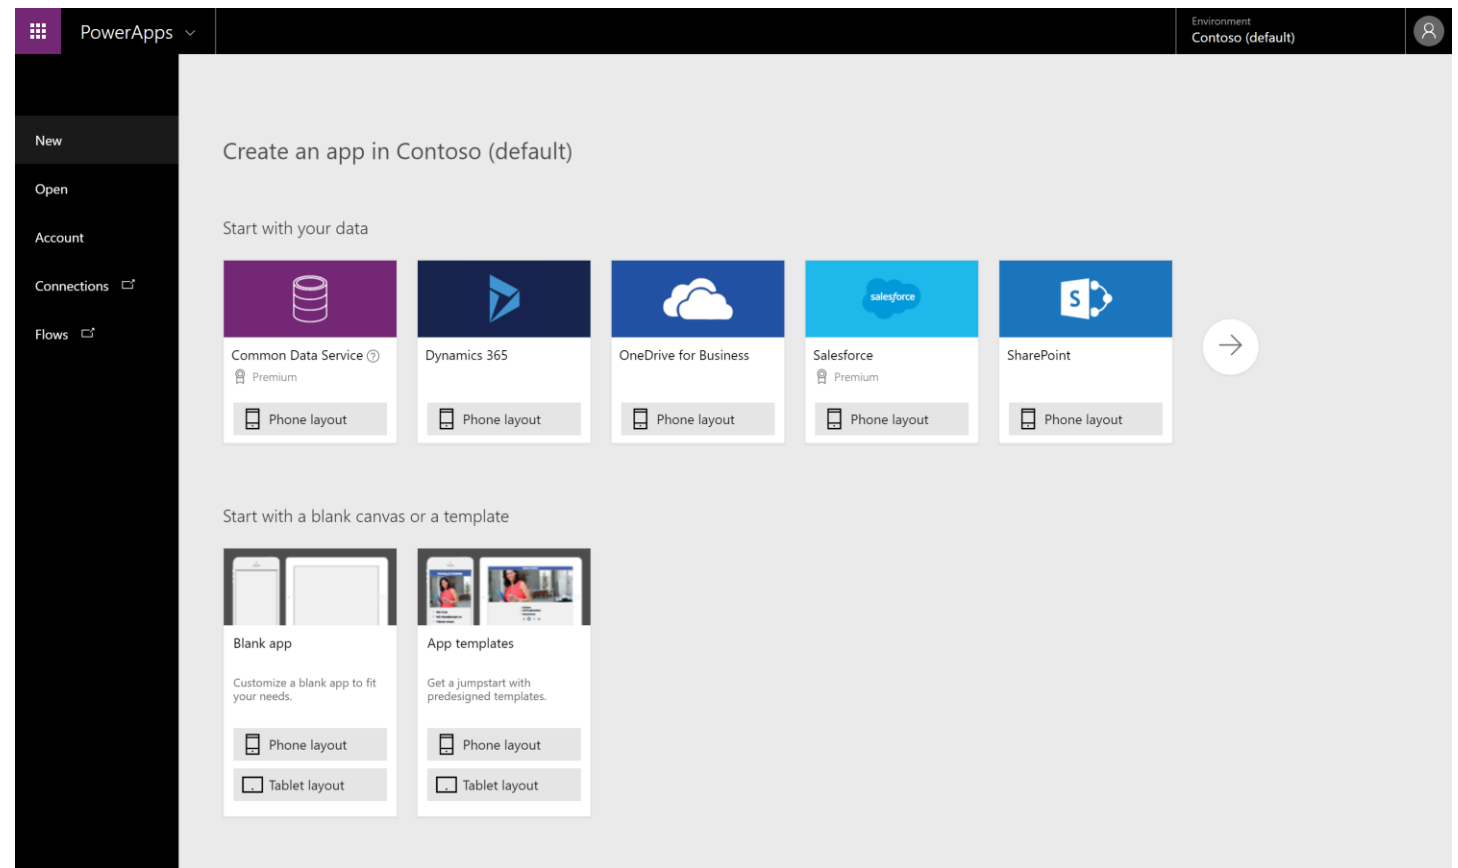 PowerApps
Environment
Contoso (default)
New
Open
Account
Connections
Flows
Create an app in Contoso (default)
Start with your data
salesforce
S
Common Data Service
Premium
Dynamics 365
OneDrive for Business
Salesforce
Premium
SharePoint
Phone layout
Phone layout
Phone layout
Phone layout
Phone layout
Start with a blank canvas or a template
Blank app
Customize a blank app to fit
your needs.
Phone layout
Tablet layout
App templates
Get a jumpstart with
predesigned templates.
Phone layout
Tablet layout